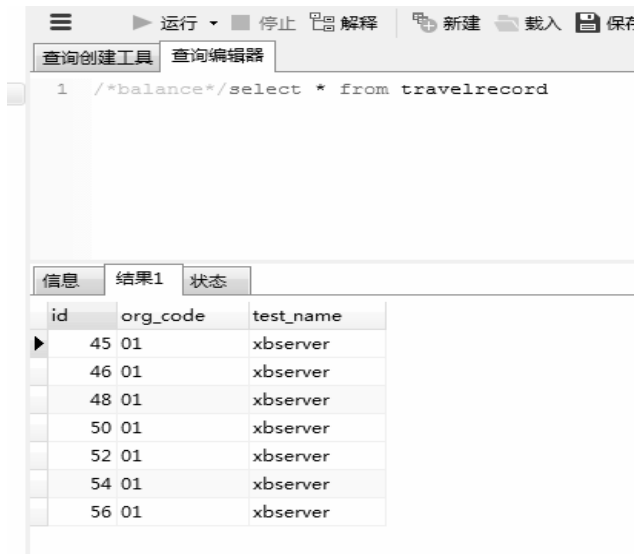 运行 停止 解释 新建 载入 保存
查询创建工具 查询编辑器
1 /*balance*/select * from travelrecord
信息 结果1 状态
id org_code test_name
45 01 xbserver
46 01 xbserver
48 01 xbserver
50 01 xbserver
52 01 xbserver
54 01 xbserver
56 01 xbserver